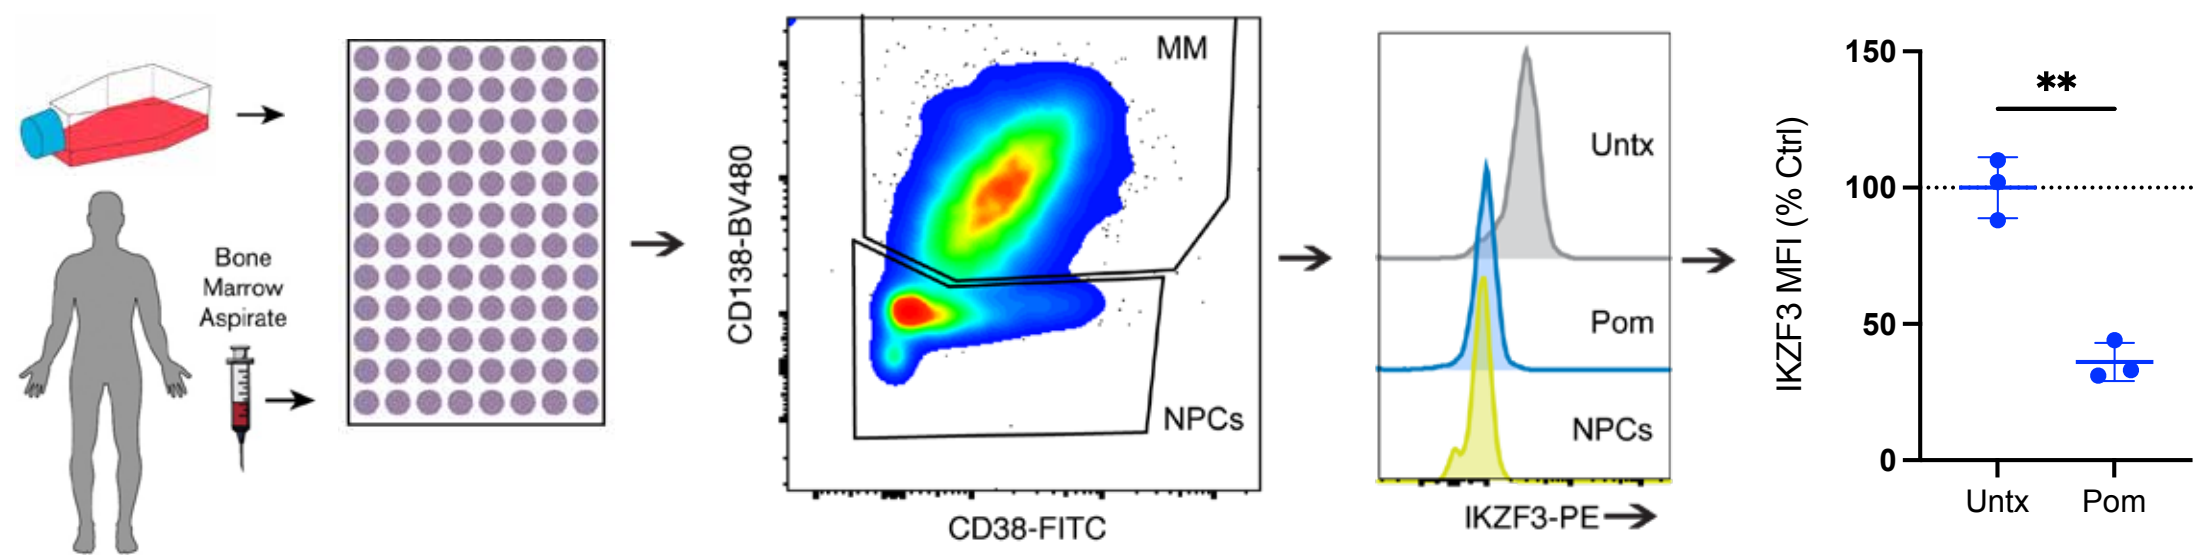 Bone
Marrow
Aspirate
CD138-BV480
MM
NPCs
CD38-FITC
Untx
Pom
NPCs
IKZF3-PE
IKZF3 MFI (% Ctrl)
150
100
50
0
**
Untx
Pom